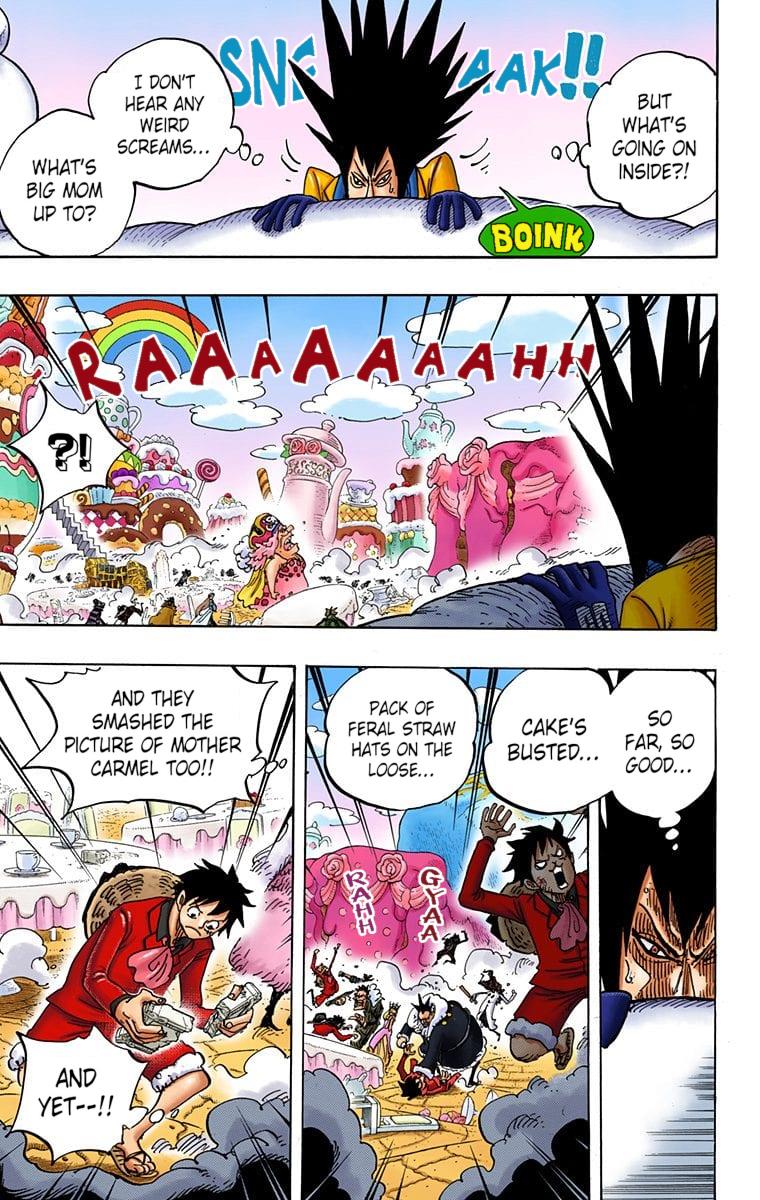 SNE AAK!!
BUT
WHAT'S
GOING ON
INSIDE?!
I DON'T
HEAR ANY
WEIRD
SCREAMS...
WHAT'S
BIG MOM
UP TO?
BOINK
RAAAAAAAAHH
?!
SO
FAR, SO
GOOD...
CAKE'S
BUSTED...
PACK OF
FERAL STRAW
HATS ON THE
LOOSE...
GYAA
RAHH
AND THEY
SMASHED THE
PICTURE OF MOTHER
CARMEL TOO!!
AND
YET--!!